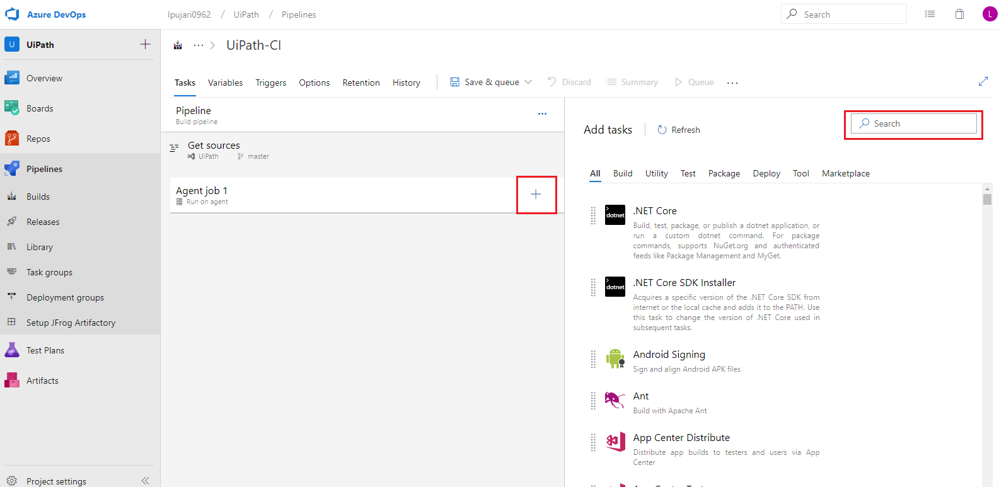 Azure DevOps
lpujari0962 / UiPath / Pipelines
Search
L
U UiPath
Overview
Boards
Repos
Pipelines
Builds
Releases
Library
Task groups
Deployment groups
Setup JFrog Artifactory
Test Plans
Artifacts
Project settings
... > UiPath-CI
Tasks Variables Triggers Options Retention History
Save & queue Discard Summary Queue ...
Pipeline
Build pipeline
Get sources
UiPath master
Agent job 1
Run on agent
Add tasks Refresh
Search
All Build Utility Test Package Deploy Tool Marketplace
dotnet
.NET Core
Build, test, package, or publish a dotnet application, or
run a custom dotnet command. For package
commands, supports NuGet.org and authenticated
feeds like Package Management and MyGet.
dotnet
.NET Core SDK Installer
Acquires a specific version of the .NET Core SDK from
internet or the local cache and adds it to the PATH. Use
this task to change the version of .NET Core used in
subsequent tasks.
Android Signing
Sign and align Android APK files
Ant
Build with Apache Ant
App Center Distribute
Distribute app builds to testers and users via App
Center